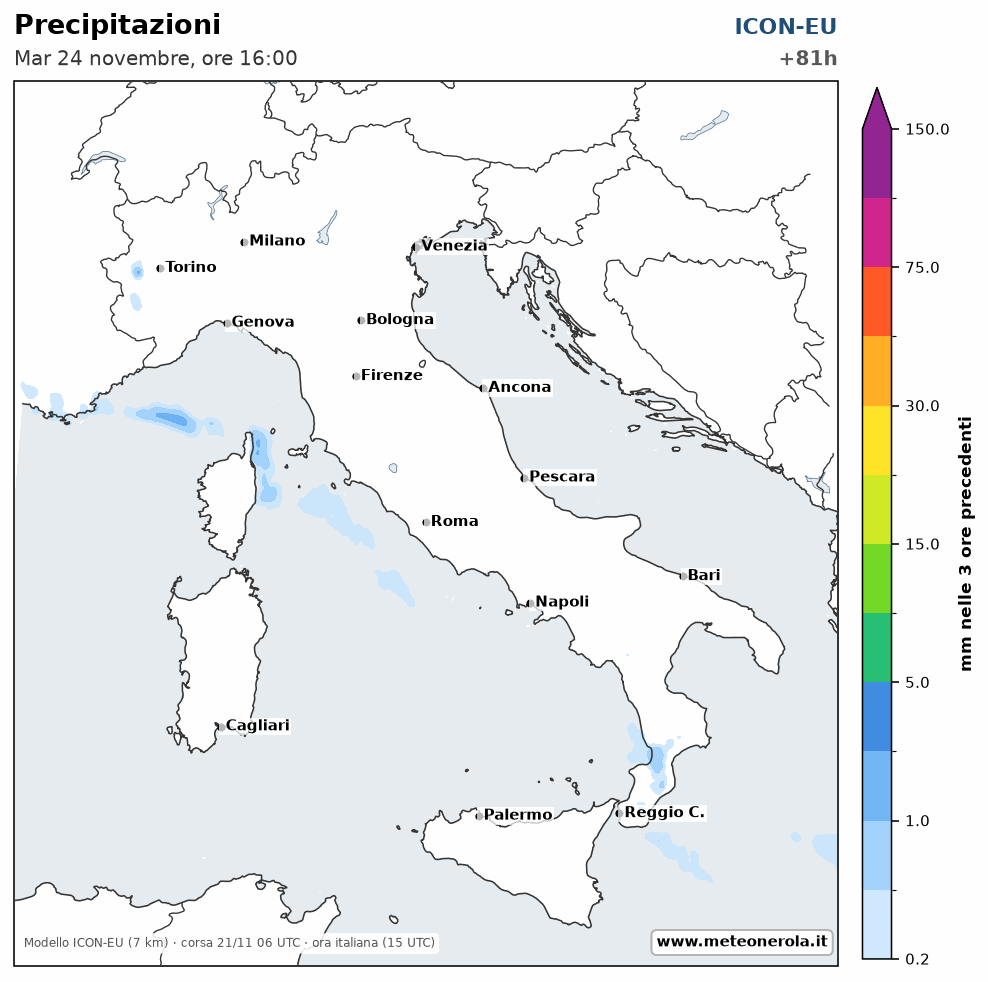 Precipitazioni
ICON-EU
Mar 24 novembre, ore 16:00
+81h
150.0
75.0
30.0
15.0
5.0
1.0
0.2
mm nelle 3 ore precedenti
Milano
Venezia
Torino
Genova
Bologna
Firenze
Ancona
Pescara
Roma
Bari
Napoli
Cagliari
Palermo
Reggio C.
Modello ICON-EU (7 km) · corsa 21/11 06 UTC · ora italiana (15 UTC)
www.meteonerola.it